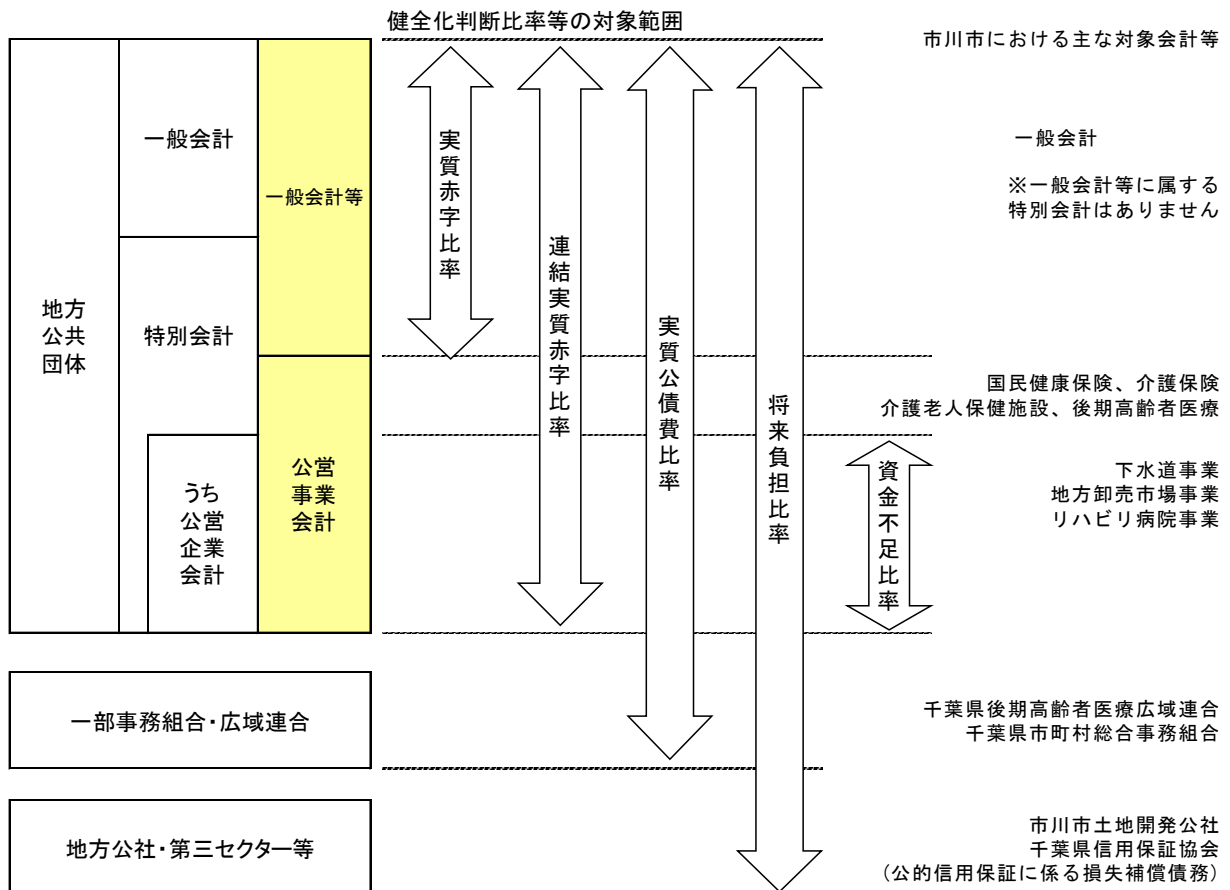 健全化判断比率等の対象範囲
市川市における主な対象会計等
地方
公共
団体
一般会計
特別会計
うち
公営
企業
会計
一般会計等
公営
事業
会計
実質赤字比率
連結実質赤字比率
実質公債費比率
将来負担比率
資金不足比率
一般会計
※一般会計等に属する
特別会計はありません
国民健康保険、介護保険
介護老人保健施設、後期高齢者医療
下水道事業
地方卸売市場事業
リハビリ病院事業
一部事務組合・広域連合
千葉県後期高齢者医療広域連合
千葉県市町村総合事務組合
地方公社・第三セクター等
市川市土地開発公社
千葉県信用保証協会
(公的信用保証に係る損失補償債務)